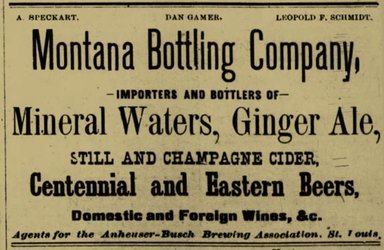 A. SPECKART. DAN GAMER. LEOPOLD F. SCHMIDT.
Montana Bottling Company,
—IMPORTERS AND BOTTLERS OF—
Mineral Waters, Ginger Ale,
STILL AND CHAMPAGNE CIDER,
Centennial and Eastern Beers,
Domestic and Foreign Wines, &c.
Agents for the Anheuser-Busch Brewing Association. St. Louis